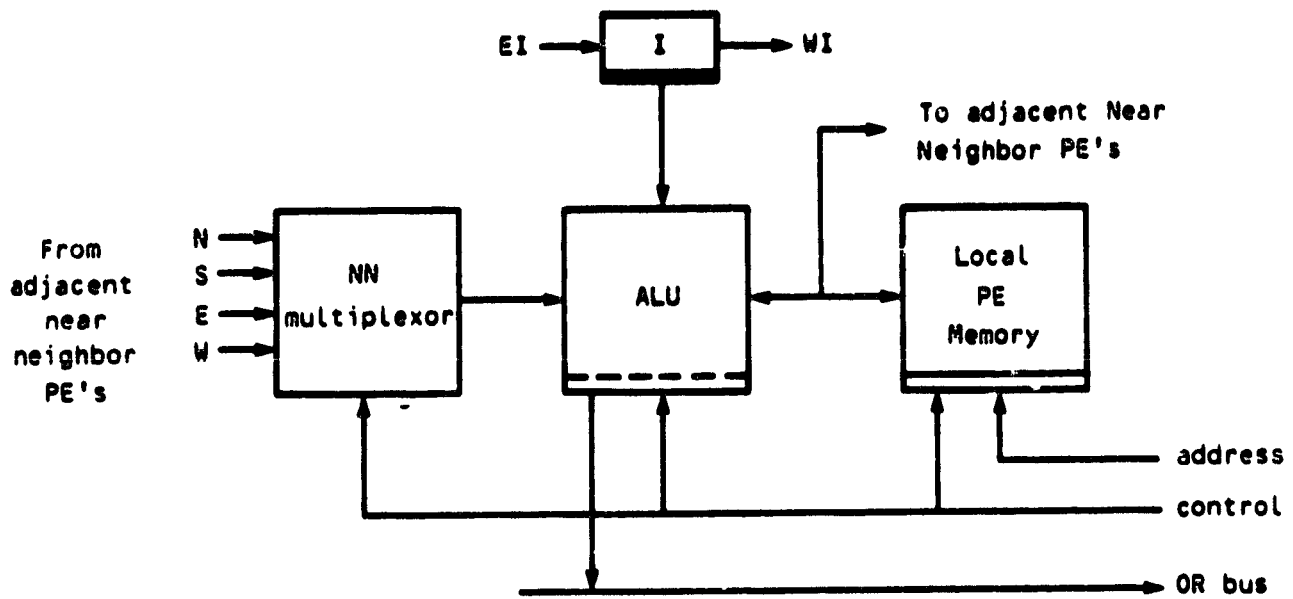 EI
I
WI
To adjacent Near
Neighbor PE's
From
adjacent
near
neighbor
PE's
N
S
E
W
NN
multiplexor
ALU
Local
PE
Memory
address
control
OR bus